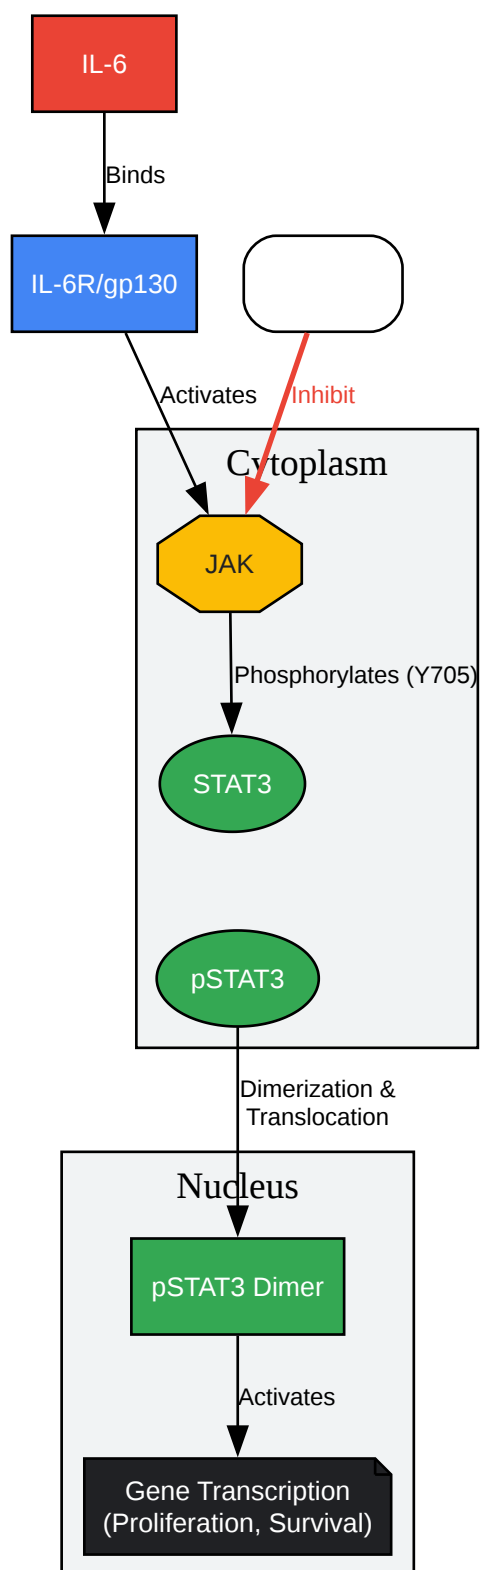 IL-6
Binds
IL-6R/gp130
Activates
Inhibit
Cytoplasm
JAK
Phosphorylates (Y705)
STAT3
pSTAT3
Dimerization &
Translocation
Nucleus
pSTAT3 Dimer
Activates
Gene Transcription
(Proliferation, Survival)